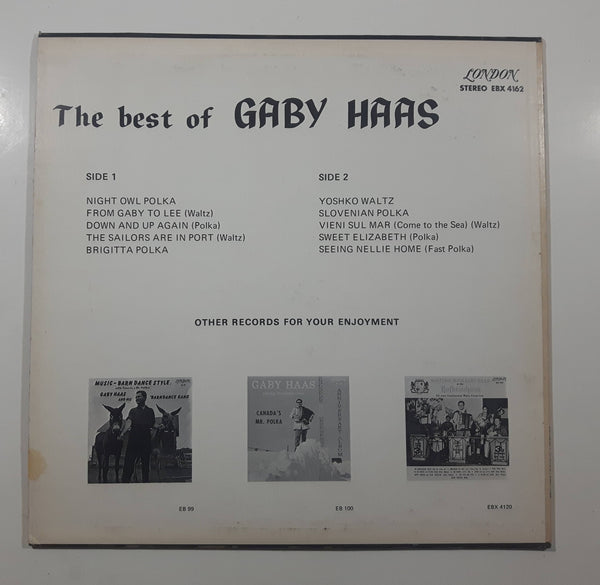 LONDON
STEREO EBX 4162
The best of GABY HAAS
SIDE 1
NIGHT OWL POLKA
FROM GABY TO LEE (Waltz)
DOWN AND UP AGAIN (Polka)
THE SAILORS ARE IN PORT (Waltz)
BRIGITTA POLKA
SIDE 2
YOSHKO WALTZ
SLOVENIAN POLKA
VIENI SUL MAR (Come to the Sea) (Waltz)
SWEET ELIZABETH (Polka)
SEEING NELLIE HOME (Fast Polka)
OTHER RECORDS FOR YOUR ENJOYMENT
MUSIC-BARN DANCE STYLE
GABY HAAS
AND HIS BARNDANCE GANG
EB 99
GABY HAAS
CANADA'S
MR. POLKA
EB 100
EBX 4120